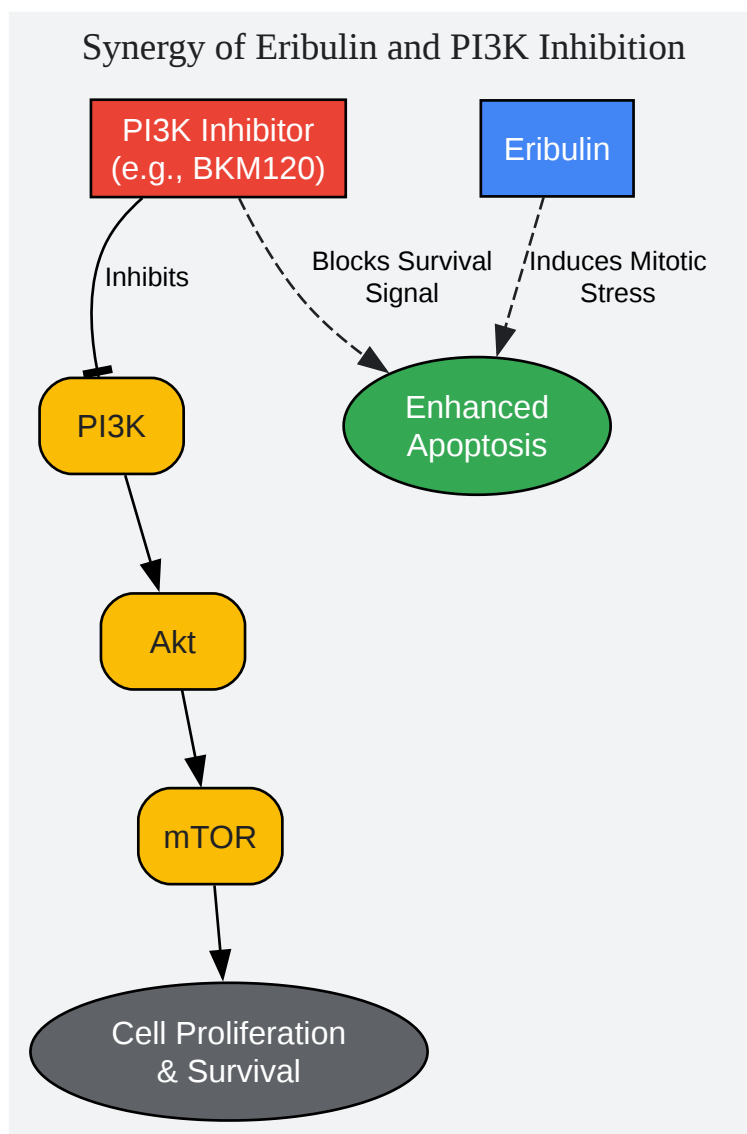 Synergy of Eribulin and PI3K Inhibition
PI3K Inhibitor
(e.g., BKM120)
Eribulin
Inhibits
Blocks Survival
Signal
Induces Mitotic
Stress
PI3K
Enhanced
Apoptosis
Akt
mTOR
Cell Proliferation
& Survival